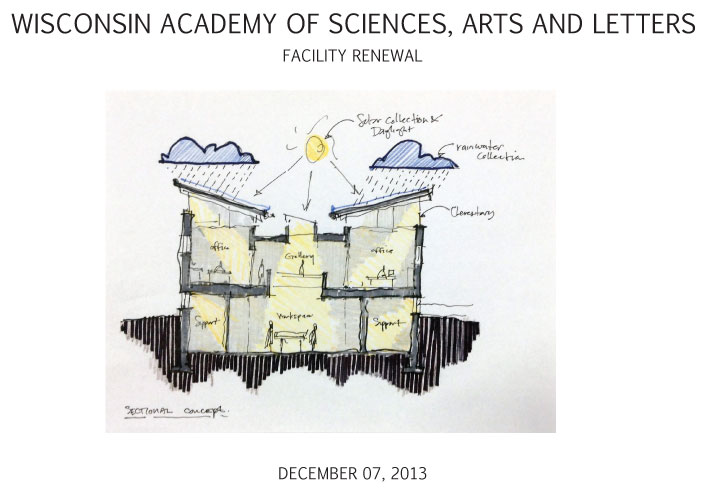 WISCONSIN ACADEMY OF SCIENCES, ARTS AND LETTERS
FACILITY RENEWAL
Solar Collection &
Daylight
rainwater
Collection
Clerestory
office
Gallery
office
Support
Workspace
Support
SECTIONAL Concept.
DECEMBER 07, 2013